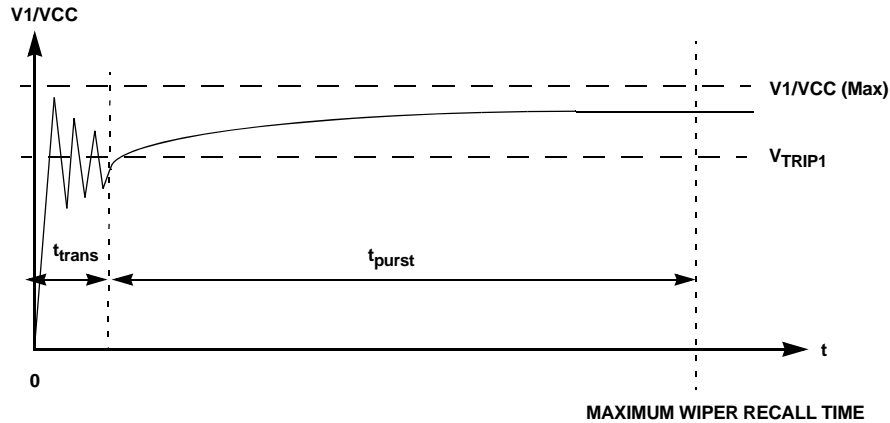 V1/VCC
V1/VCC (Max)
VTRIP1
ttrans
tpurst
t
0
MAXIMUM WIPER RECALL TIME